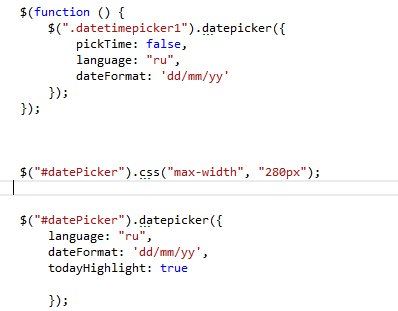 $(function () {
$(".datetimepicker1").datepicker({
pickTime: false,
language: "ru",
dateFormat: 'dd/mm/yy'
});
});
$("#datePicker").css("max-width", "280px");
$("#datePicker").datepicker({
language: "ru",
dateFormat: 'dd/mm/yy',
todayHighlight: true
});